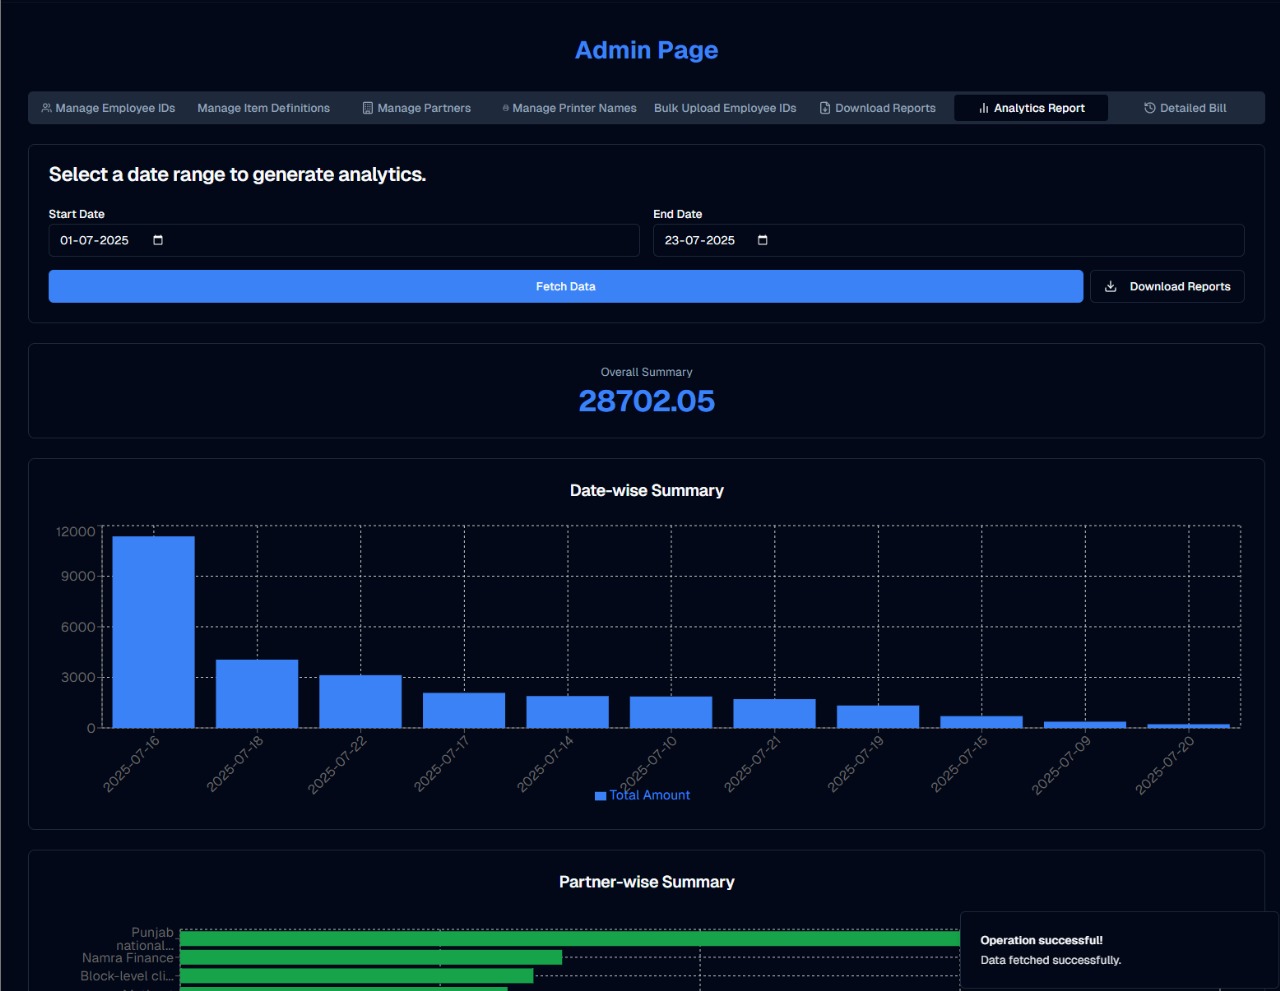 Admin Page
Manage Employee IDs
Manage Item Definitions
Manage Partners
Manage Printer Names
Bulk Upload Employee IDs
Download Reports
Analytics Report
Detailed Bill
Select a date range to generate analytics.
Start Date
01-07-2025
End Date
23-07-2025
Fetch Data
Download Reports
Overall Summary
28702.05
Date-wise Summary
12000
9000
6000
3000
0
2025-07-16
2025-07-18
2025-07-22
2025-07-17
2025-07-14
2025-07-10
2025-07-21
2025-07-19
2025-07-15
2025-07-09
2025-07-20
Total Amount
Partner-wise Summary
Punjab
national...
Namra Finance
Block-level cli...
Operation successful!
Data fetched successfully.